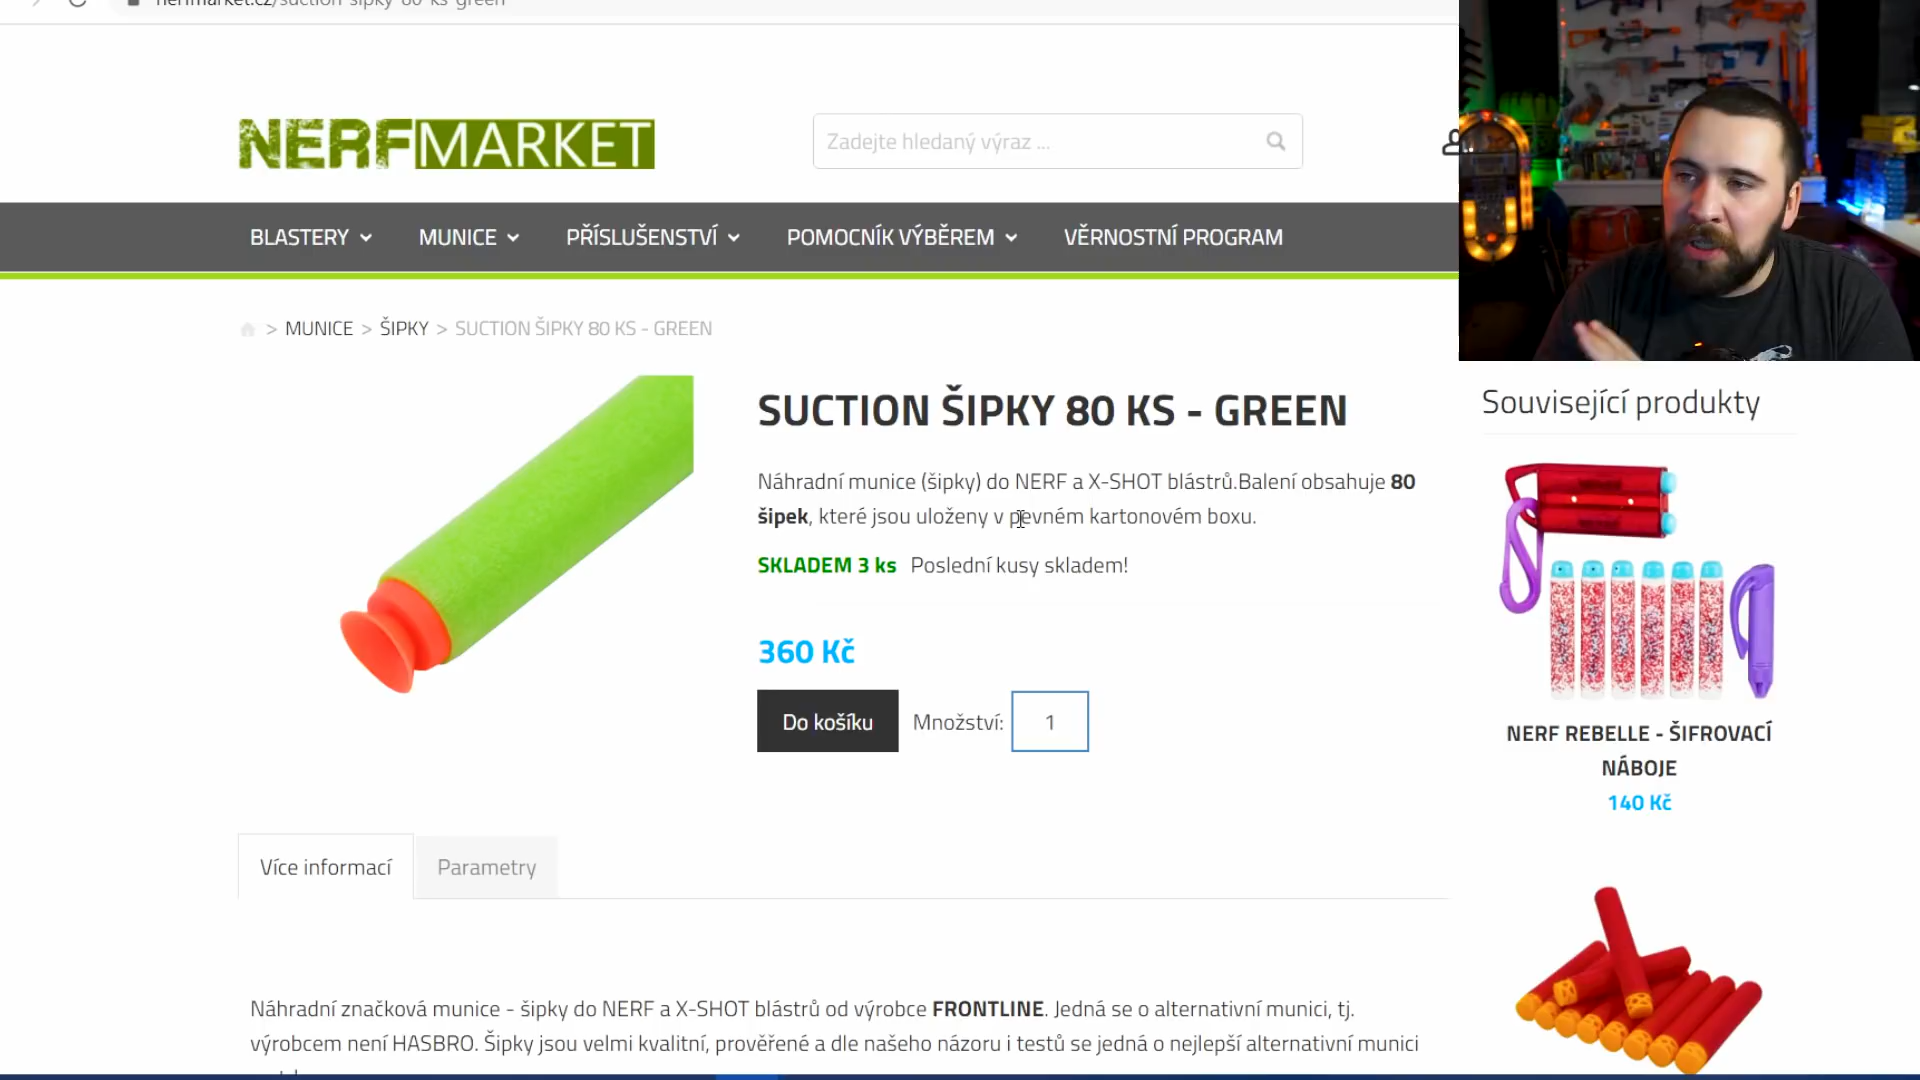 nerfmarket.cz/suction-sipky-80-ks-green
NERFMARKET
Zadejte hledaný výraz ...
BLASTERY
MUNICE
PŘÍSLUŠENSTVÍ
POMOCNÍK VÝBĚREM
VĚRNOSTNÍ PROGRAM
> MUNICE > ŠIPKY > SUCTION ŠIPKY 80 KS - GREEN
SUCTION ŠIPKY 80 KS - GREEN
Náhradní munice (šipky) do NERF a X-SHOT blástrů.Balení obsahuje 80
šipek, které jsou uloženy v pevném kartonovém boxu.
SKLADEM 3 ks Poslední kusy skladem!
360 Kč
Do košíku
Množství: 1
Související produkty
NERF REBELLE - ŠIFROVACÍ
NÁBOJE
140 Kč
Více informací
Parametry
Náhradní značková munice - šipky do NERF a X-SHOT blástrů od výrobce FRONTLINE. Jedná se o alternativní munici, tj.
výrobcem není HASBRO. Šipky jsou velmi kvalitní, prověřené a dle našeho názoru i testů se jedná o nejlepší alternativní munici